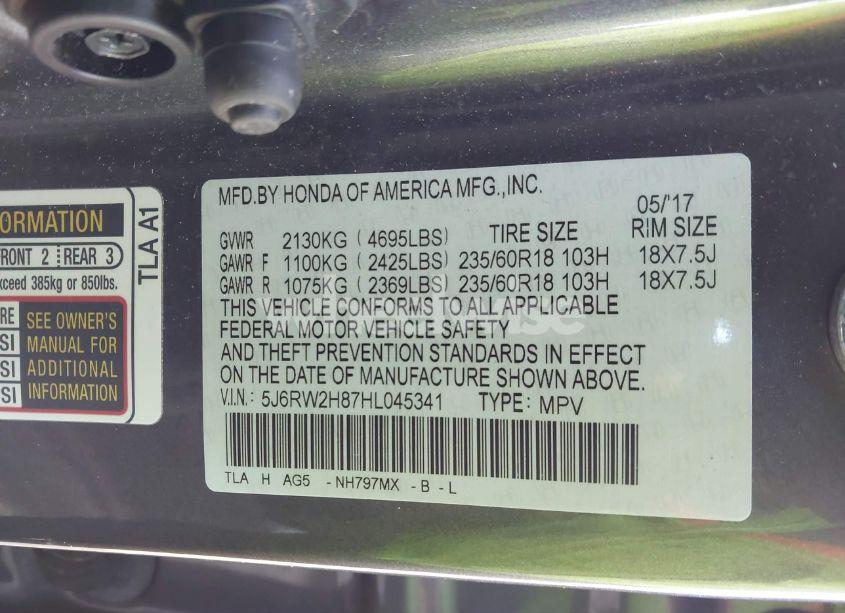 ORMATION
FRONT 2 REAR 3
xceed 385kg or 850lbs.
RE
SI
SI
SI
SEE OWNER'S
MANUAL FOR
ADDITIONAL
INFORMATION
TLA A1
MFD.BY HONDA OF AMERICA MFG.,INC.
05/'17
GVWR 2130KG ( 4695LBS) TIRE SIZE RIM SIZE
GAWR F 1100KG ( 2425LBS) 235/60R18 103H 18X7.5J
GAWR R 1075KG ( 2369LBS) 235/60R18 103H 18X7.5J
THIS VEHICLE CONFORMS TO ALL APPLICABLE
FEDERAL MOTOR VEHICLE SAFETY
AND THEFT PREVENTION STANDARDS IN EFFECT
ON THE DATE OF MANUFACTURE SHOWN ABOVE.
V.I.N.: 5J6RW2H87HL045341 TYPE: MPV
TLA H AG5 -NH797MX -B -L